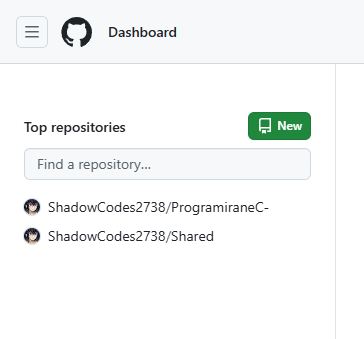 Dashboard
Top repositories
New
Find a repository...
ShadowCodes2738/ProgramiraneC-
ShadowCodes2738/Shared